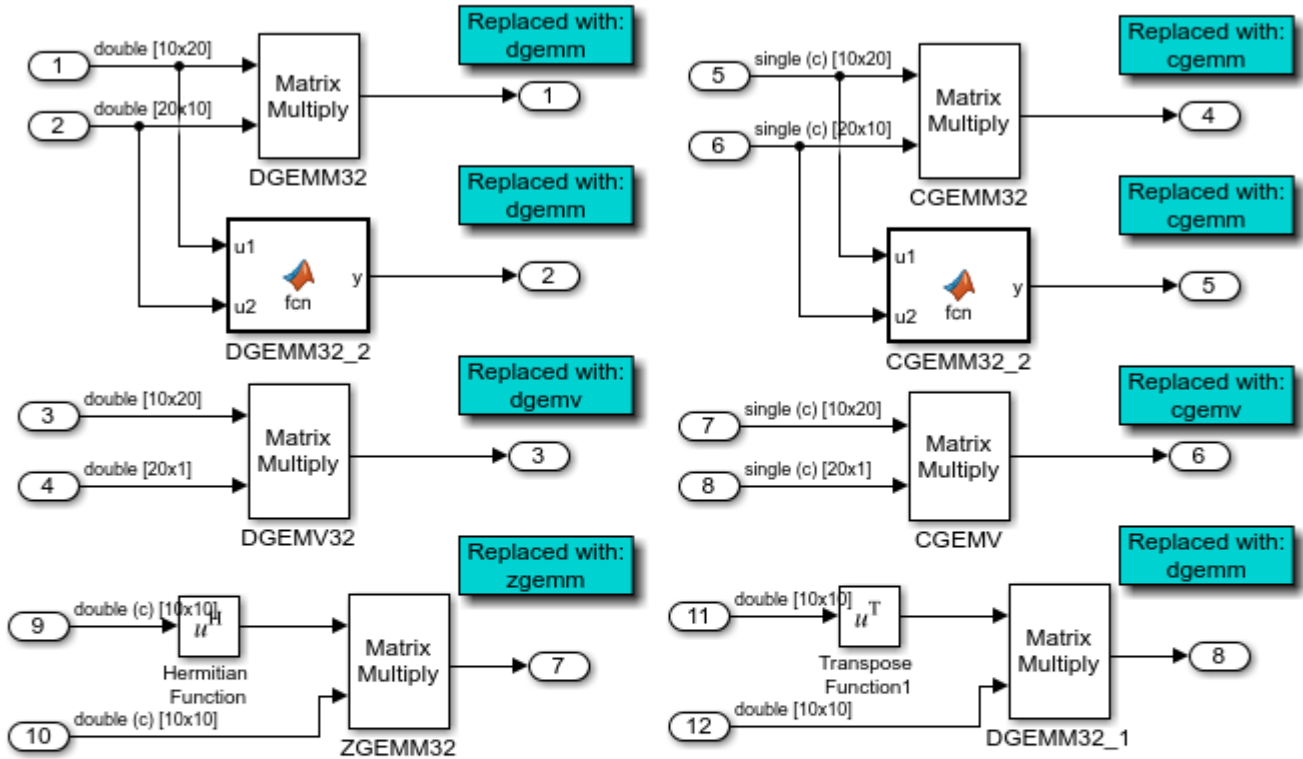 double [10x20]
1
double [20x10]
2
Matrix
Multiply
DGEMM32
Replaced with:
dgemm
1
u1
u2
fcn
y
DGEMM32_2
Replaced with:
dgemm
2
double [10x20]
3
double [20x1]
4
Matrix
Multiply
DGEMV32
Replaced with:
dgemv
3
double (c) [10x10]
9
uH
Hermitian
Function
double (c) [10x10]
10
Matrix
Multiply
ZGEMM32
Replaced with:
zgemm
7
single (c) [10x20]
5
single (c) [20x10]
6
Matrix
Multiply
CGEMM32
Replaced with:
cgemm
4
u1
u2
fcn
y
CGEMM32_2
Replaced with:
cgemm
5
single (c) [10x20]
7
single (c) [20x1]
8
Matrix
Multiply
CGEMV
Replaced with:
cgemv
6
double [10x10]
11
uT
Transpose
Function1
double [10x10]
12
Matrix
Multiply
DGEMM32_1
Replaced with:
dgemm
8